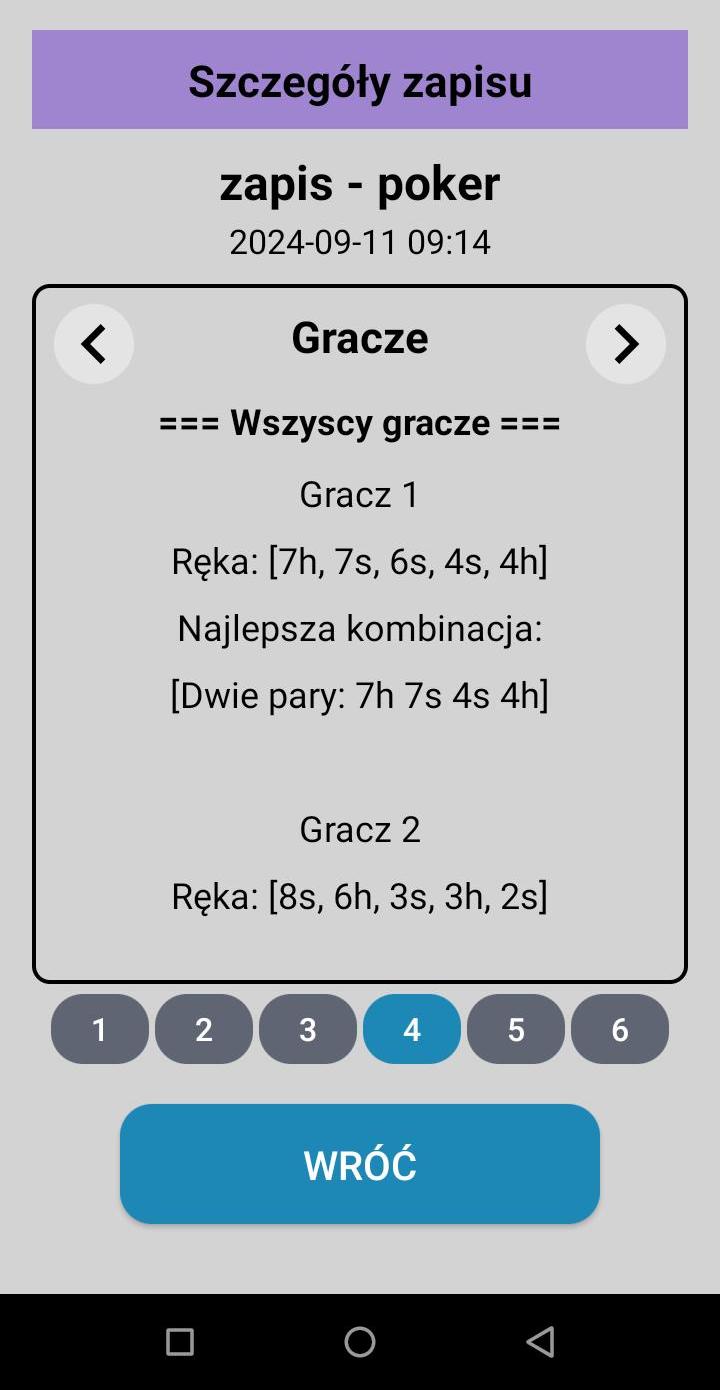 Szczegóły zapisu
zapis - poker
2024-09-11 09:14
Gracze
=== Wszyscy gracze ===
Gracz 1
Ręka: [7h, 7s, 6s, 4s, 4h]
Najlepsza kombinacja:
[Dwie pary: 7h 7s 4s 4h]
Gracz 2
Ręka: [8s, 6h, 3s, 3h, 2s]
1 2 3 4 5 6
WRÓĆ